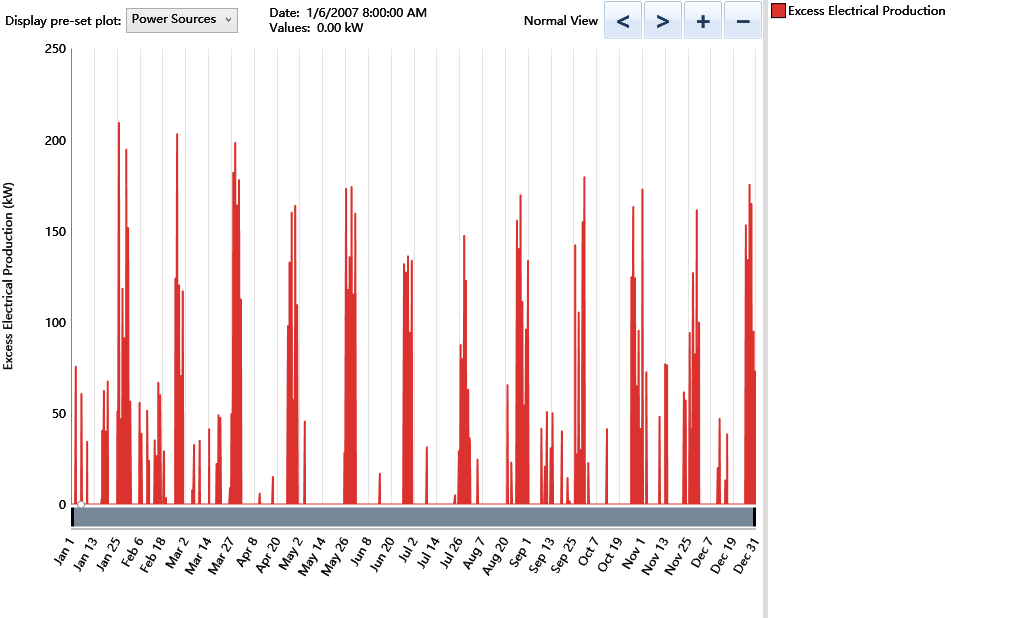 Display pre-set plot: Power Sources
Date: 1/6/2007 8:00:00 AM
Values: 0.00 kW
Normal View < > + −
Excess Electrical Production
Excess Electrical Production (kW)
250
200
150
100
50
0
Jan 1
Jan 13
Jan 25
Feb 6
Feb 18
Mar 2
Mar 14
Mar 27
Apr 8
Apr 20
May 2
May 14
May 26
Jun 8
Jun 20
Jul 2
Jul 14
Jul 26
Aug 7
Aug 20
Sep 1
Sep 13
Sep 25
Oct 7
Oct 19
Nov 1
Nov 13
Nov 25
Dec 7
Dec 19
Dec 31